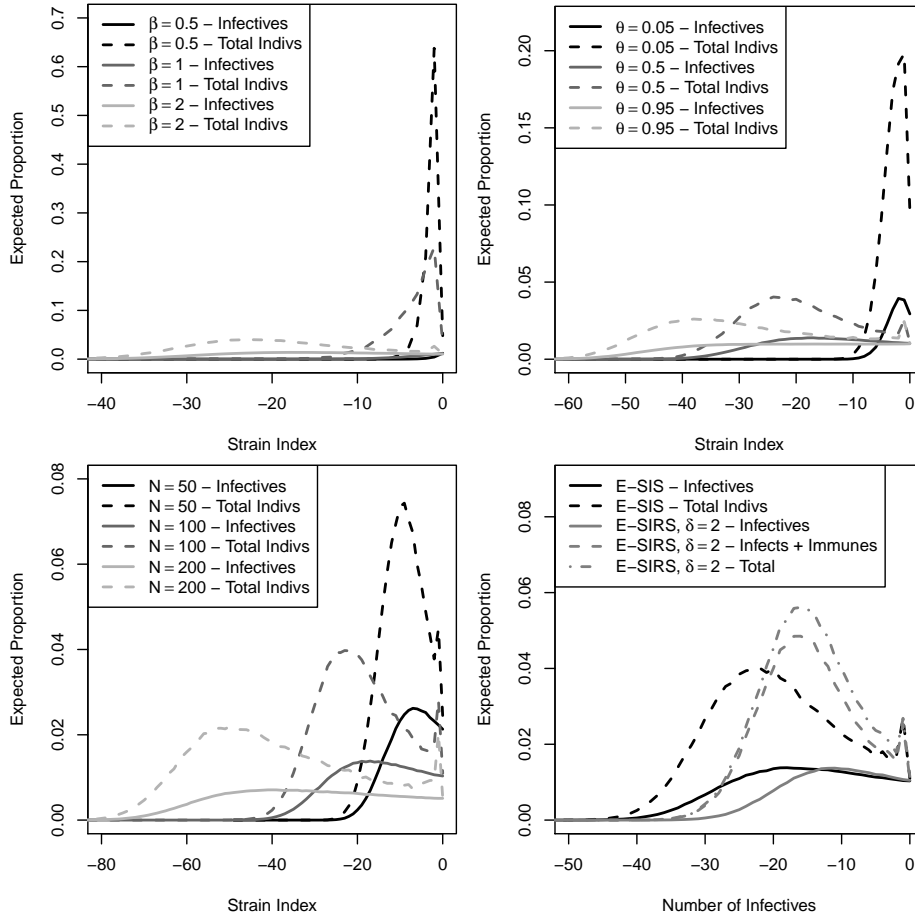 β = 0.5 − Infectives
β = 0.5 − Total Indivs
β = 1 − Infectives
β = 1 − Total Indivs
β = 2 − Infectives
β = 2 − Total Indivs
Expected Proportion
0.0 0.1 0.2 0.3 0.4 0.5 0.6 0.7
−40 −30 −20 −10 0
Strain Index
θ = 0.05 − Infectives
θ = 0.05 − Total Indivs
θ = 0.5 − Infectives
θ = 0.5 − Total Indivs
θ = 0.95 − Infectives
θ = 0.95 − Total Indivs
Expected Proportion
0.00 0.05 0.10 0.15 0.20
−60 −50 −40 −30 −20 −10 0
Strain Index
N = 50 − Infectives
N = 50 − Total Indivs
N = 100 − Infectives
N = 100 − Total Indivs
N = 200 − Infectives
N = 200 − Total Indivs
Expected Proportion
0.00 0.02 0.04 0.06 0.08
−80 −60 −40 −20 0
Strain Index
E−SIS − Infectives
E−SIS − Total Indivs
E−SIRS, δ = 2 − Infectives
E−SIRS, δ = 2 − Infects + Immunes
E−SIRS, δ = 2 − Total
Expected Proportion
0.00 0.02 0.04 0.06 0.08
−50 −40 −30 −20 −10 0
Number of Infectives